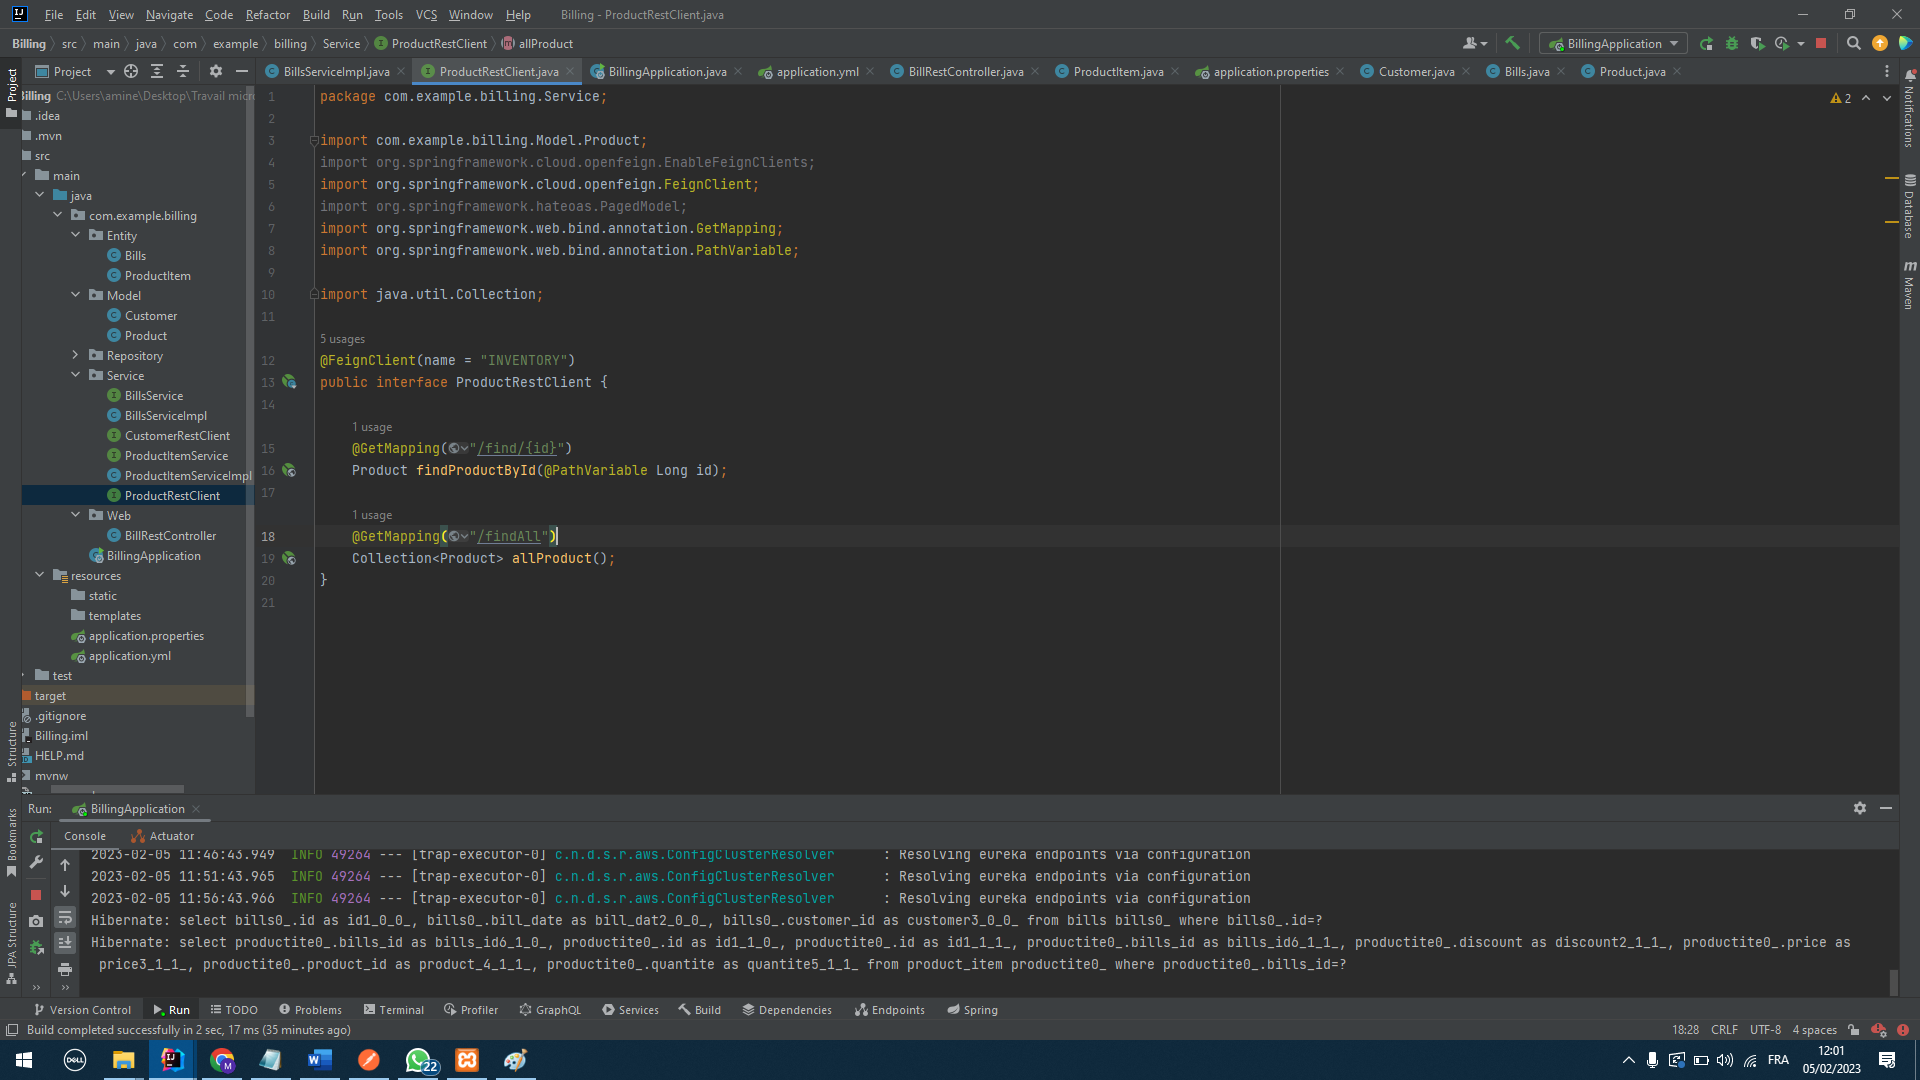 File Edit View Navigate Code Refactor Build Run Tools VCS Window Help Billing - ProductRestClient.java
Billing src main java com example billing Service ProductRestClient allProduct BillingApplication
Project BillsServiceImpl.java ProductRestClient.java BillingApplication.java application.yml BillRestController.java ProductItem.java application.properties Customer.java Bills.java Product.java
Billing C:\Users\amine\Desktop\Travail micr
.idea
.mvn
src
main
java
com.example.billing
Entity
Bills
ProductItem
Model
Customer
Product
Repository
Service
BillsService
BillsServiceImpl
CustomerRestClient
ProductItemService
ProductItemServiceImpl
ProductRestClient
Web
BillRestController
BillingApplication
resources
static
templates
application.properties
application.yml
test
target
.gitignore
Billing.iml
HELP.md
mvnw
1 package com.example.billing.Service;
2
3 import com.example.billing.Model.Product;
4 import org.springframework.cloud.openfeign.EnableFeignClients;
5 import org.springframework.cloud.openfeign.FeignClient;
6 import org.springframework.hateoas.PagedModel;
7 import org.springframework.web.bind.annotation.GetMapping;
8 import org.springframework.web.bind.annotation.PathVariable;
9
10 import java.util.Collection;
11
5 usages
12 @FeignClient(name = "INVENTORY")
13 public interface ProductRestClient {
14
1 usage
15 @GetMapping("/find/{id}")
16 Product findProductById(@PathVariable Long id);
17
1 usage
18 @GetMapping("/findAll")
19 Collection<Product> allProduct();
20 }
21
2
Project
Structure
Bookmarks
JPA Structure
Notifications
Database
m Maven
Run: BillingApplication
Console Actuator
2023-02-05 11:46:43.949 INFO 49264 --- [trap-executor-0] c.n.d.s.r.aws.ConfigClusterResolver : Resolving eureka endpoints via configuration
2023-02-05 11:51:43.965 INFO 49264 --- [trap-executor-0] c.n.d.s.r.aws.ConfigClusterResolver : Resolving eureka endpoints via configuration
2023-02-05 11:56:43.966 INFO 49264 --- [trap-executor-0] c.n.d.s.r.aws.ConfigClusterResolver : Resolving eureka endpoints via configuration
Hibernate: select bills0_.id as id1_0_0_, bills0_.bill_date as bill_dat2_0_0_, bills0_.customer_id as customer3_0_0_ from bills bills0_ where bills0_.id=?
Hibernate: select productite0_.bills_id as bills_id6_1_0_, productite0_.id as id1_1_0_, productite0_.id as id1_1_1_, productite0_.bills_id as bills_id6_1_1_, productite0_.discount as discount2_1_1_, productite0_.price as
price3_1_1_, productite0_.product_id as product_4_1_1_, productite0_.quantite as quantite5_1_1_ from product_item productite0_ where productite0_.bills_id=?
Version Control Run TODO Problems Terminal Profiler GraphQL Services Build Dependencies Endpoints Spring
Build completed successfully in 2 sec, 17 ms (35 minutes ago) 18:28 CRLF UTF-8 4 spaces
DELL IJ M 22 FRA 12:01
05/02/2023